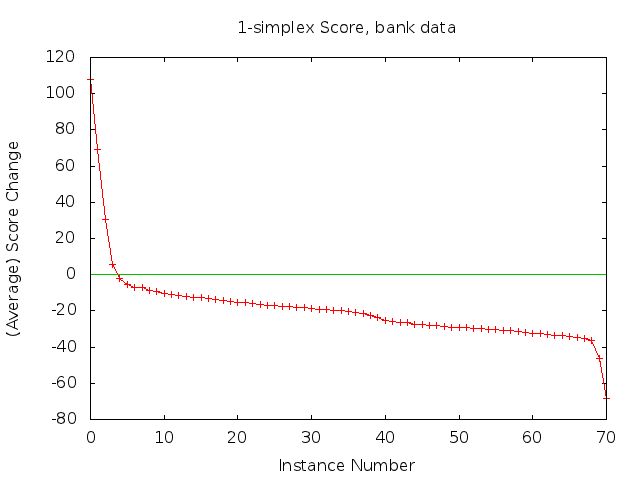 1-simplex Score, bank data
120
100
80
60
40
20
0
-20
-40
-60
-80
(Average) Score Change
0 10 20 30 40 50 60 70
Instance Number